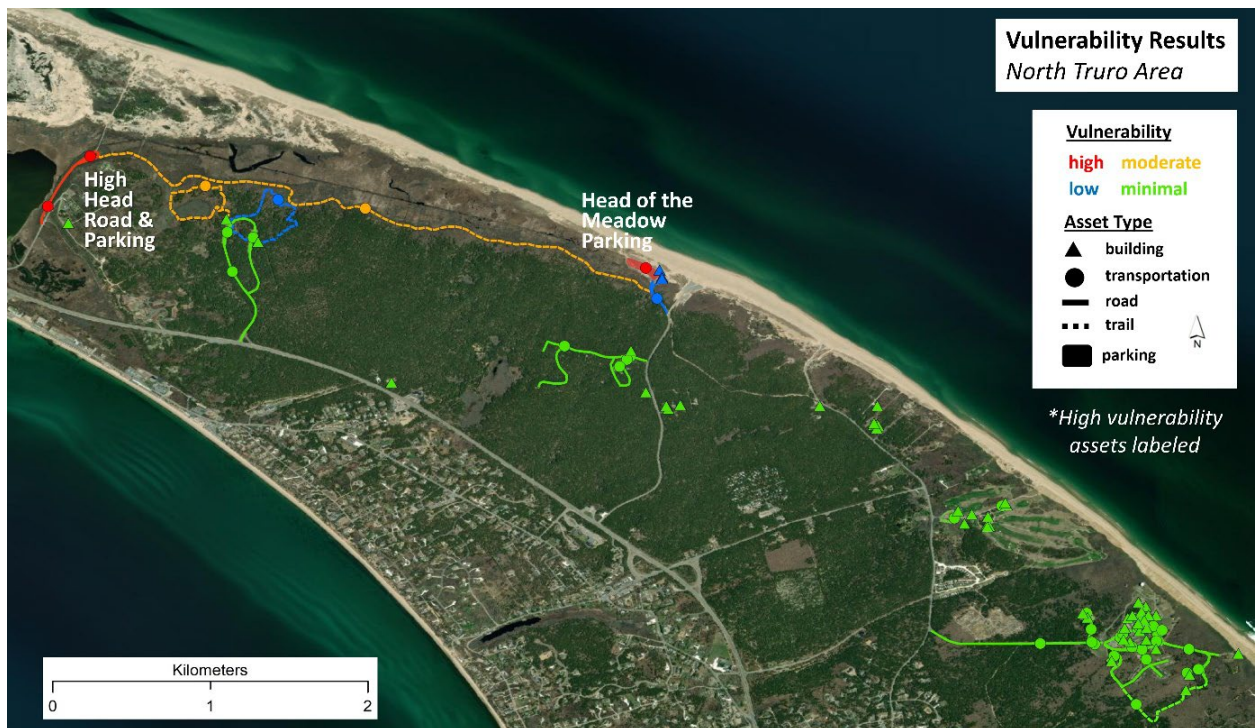 Vulnerability Results
North Truro Area
Vulnerability
high moderate
low minimal
Asset Type
building
transportation
road
trail
parking
N
*High vulnerability
assets labeled
High
Head
Road &
Parking
Head of the
Meadow
Parking
Kilometers
0 1 2